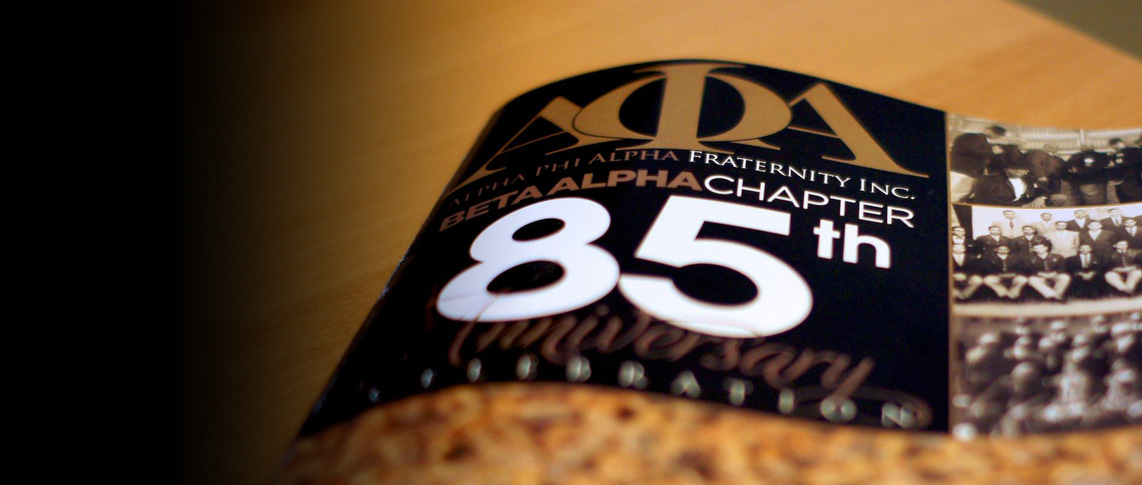 ΑΦΑ
ALPHA PHI ALPHA FRATERNITY INC.
BETA ALPHA CHAPTER
85th
Anniversary
CELEBRATION